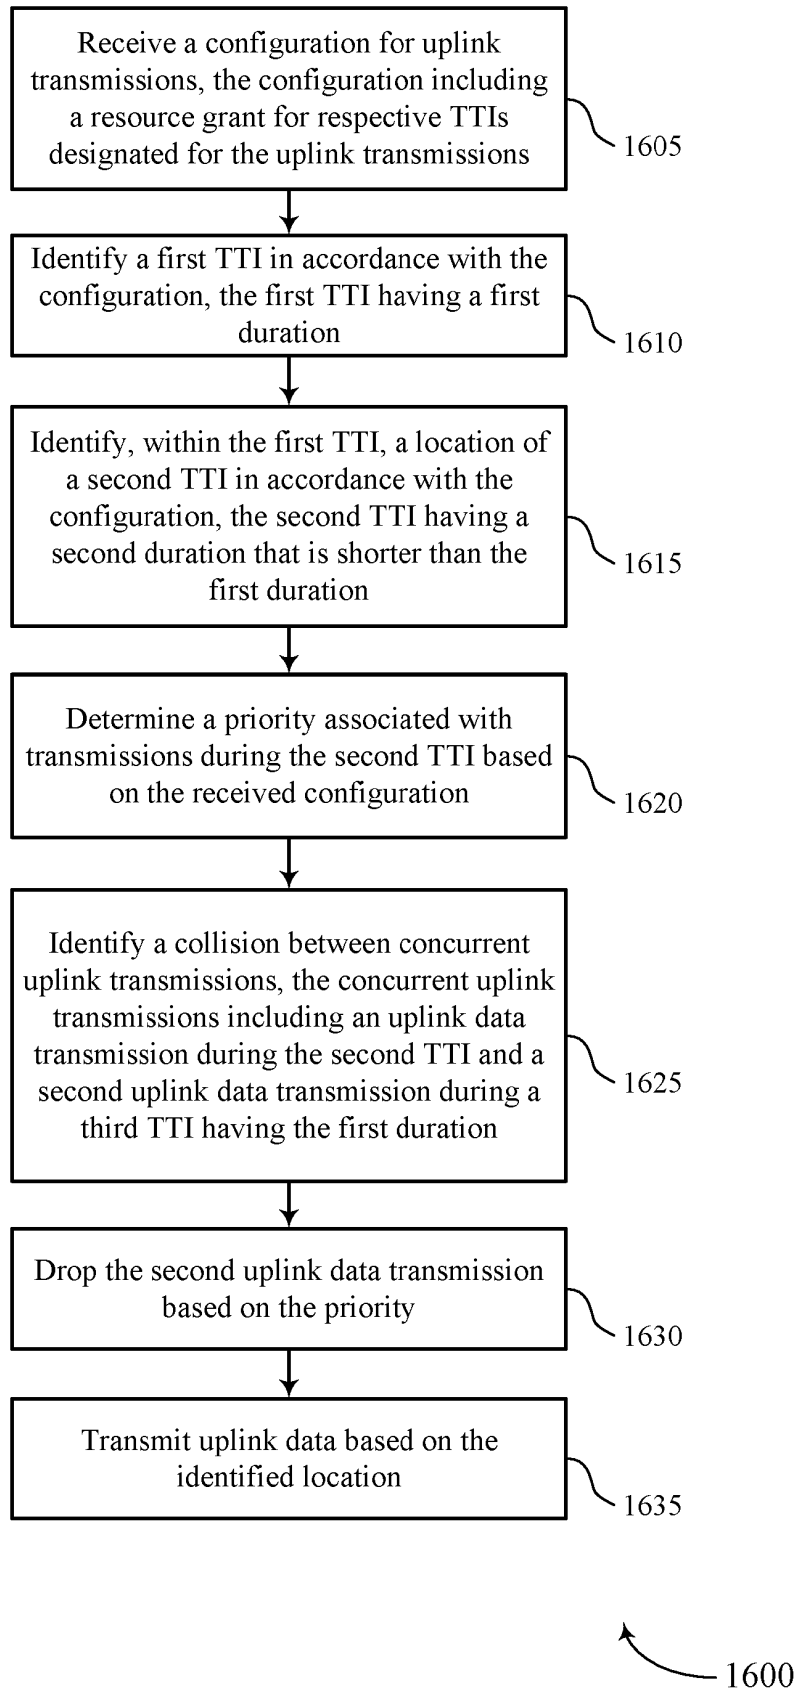 Receive a configuration for uplink
transmissions, the configuration including
a resource grant for respective TTIs
designated for the uplink transmissions
1605
Identify a first TTI in accordance with the
configuration, the first TTI having a first
duration
1610
Identify, within the first TTI, a location of
a second TTI in accordance with the
configuration, the second TTI having a
second duration that is shorter than the
first duration
1615
Determine a priority associated with
transmissions during the second TTI based
on the received configuration
1620
Identify a collision between concurrent
uplink transmissions, the concurrent uplink
transmissions including an uplink data
transmission during the second TTI and a
second uplink data transmission during a
third TTI having the first duration
1625
Drop the second uplink data transmission
based on the priority
1630
Transmit uplink data based on the
identified location
1635
1600